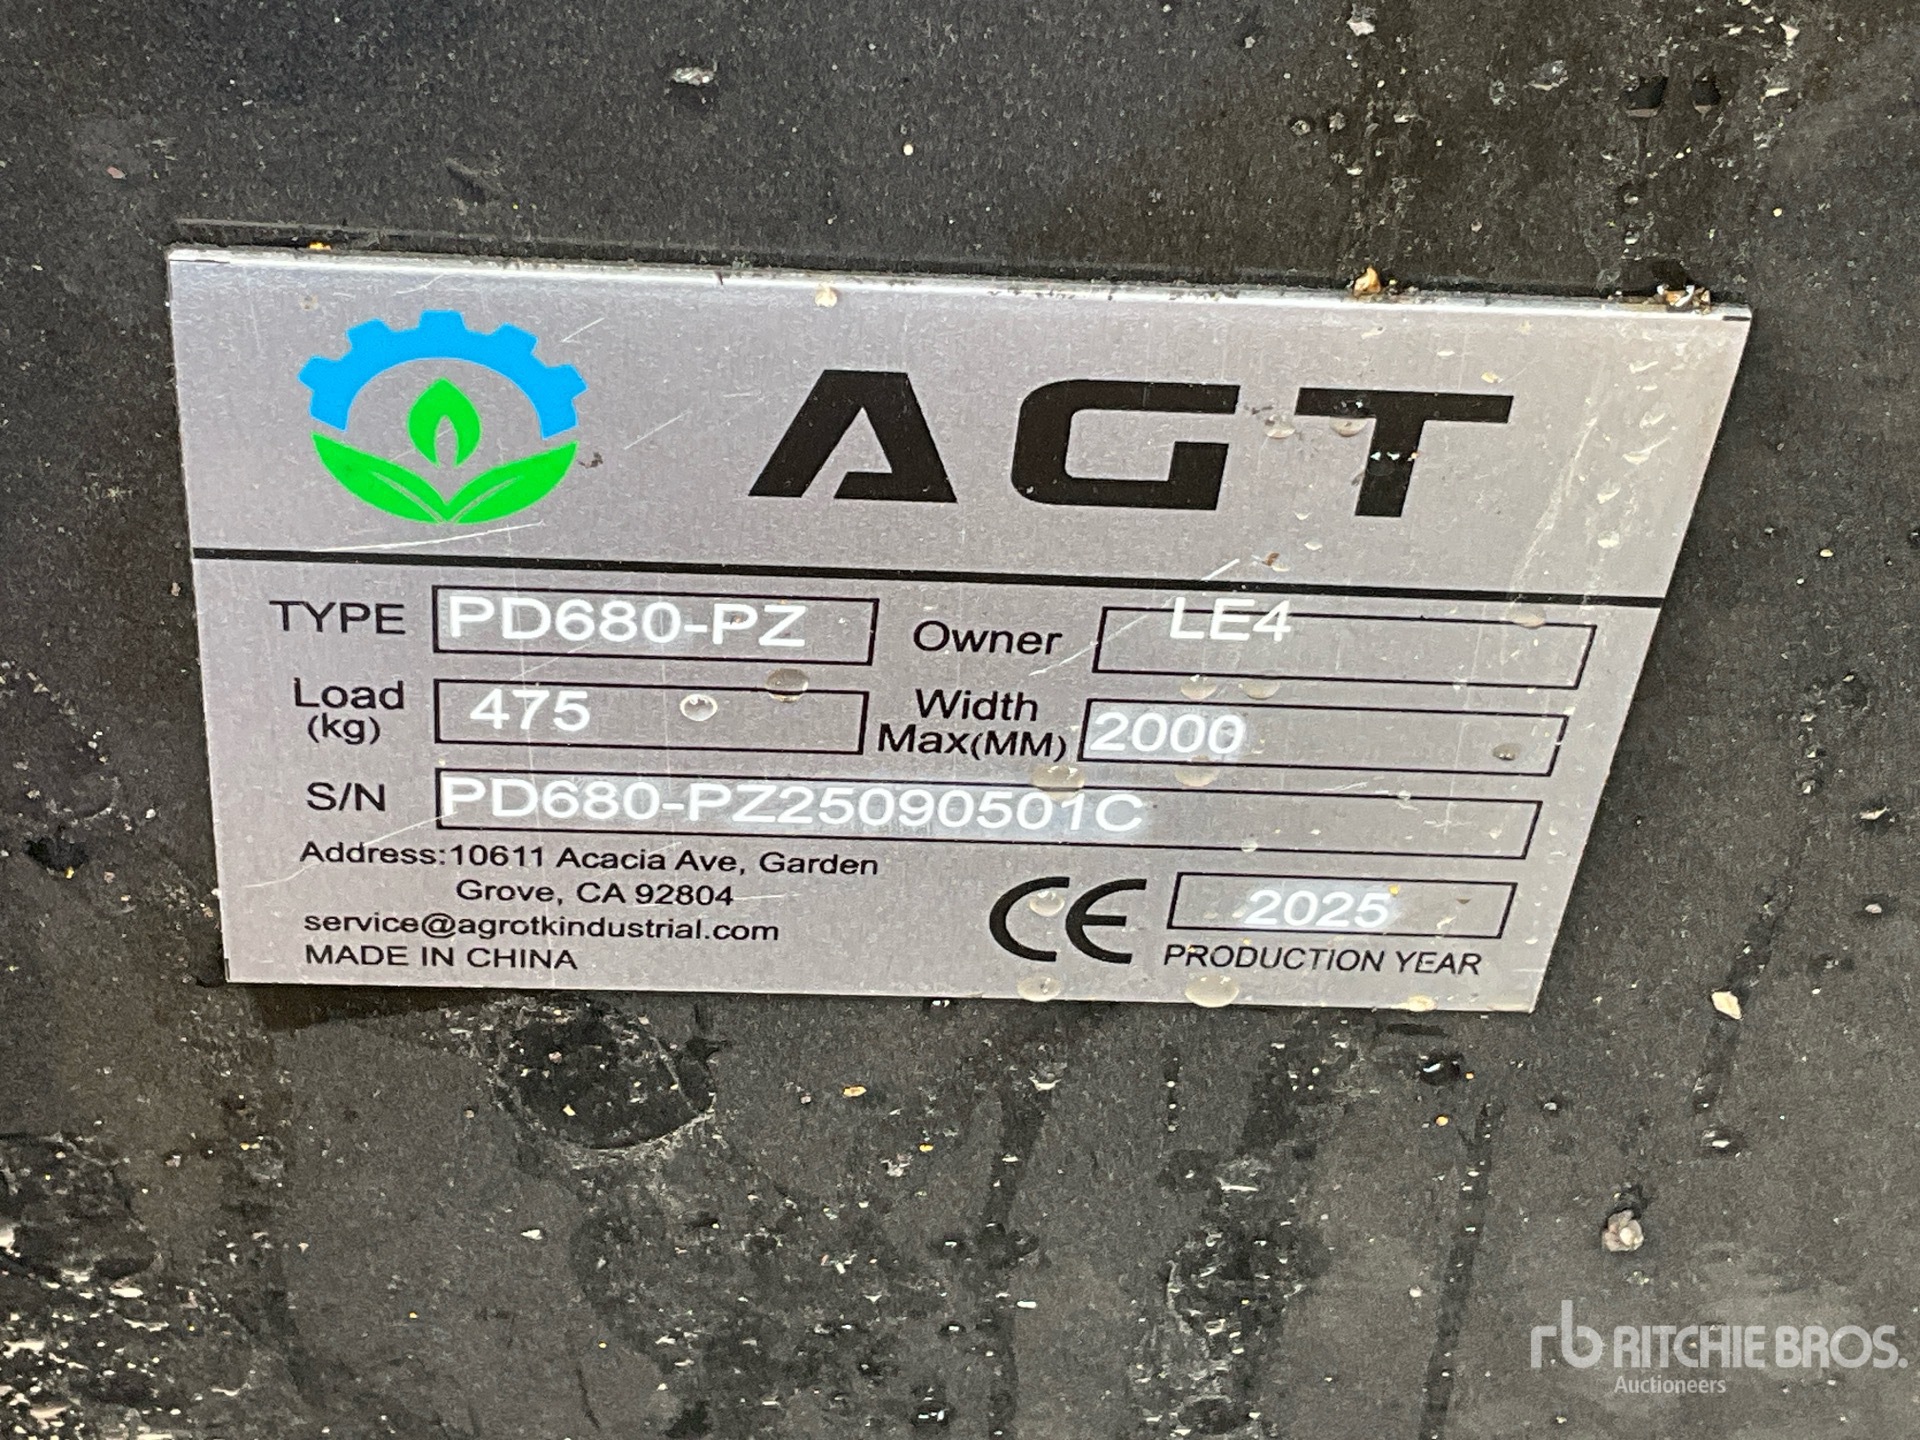 AGT
TYPE PD680-PZ Owner LE4
Load (kg) 475 Width Max(MM) 2000
S/N PD680-PZ25090501C
Address:10611 Acacia Ave, Garden
Grove, CA 92804
service@agrotkindustrial.com
MADE IN CHINA
CE 2025
PRODUCTION YEAR
rb RITCHIE BROS.
Auctioneers